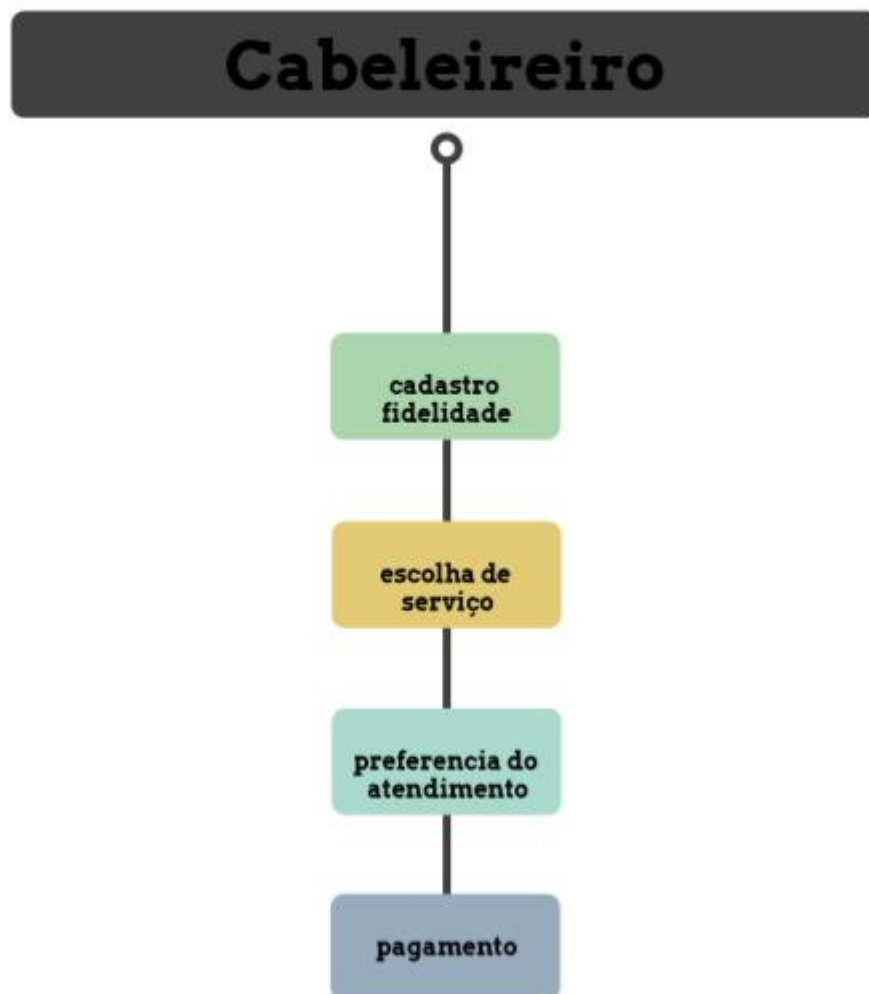 Cabeleireiro
cadastro
fidelidade
escolha de
serviço
preferencia do
atendimento
pagamento